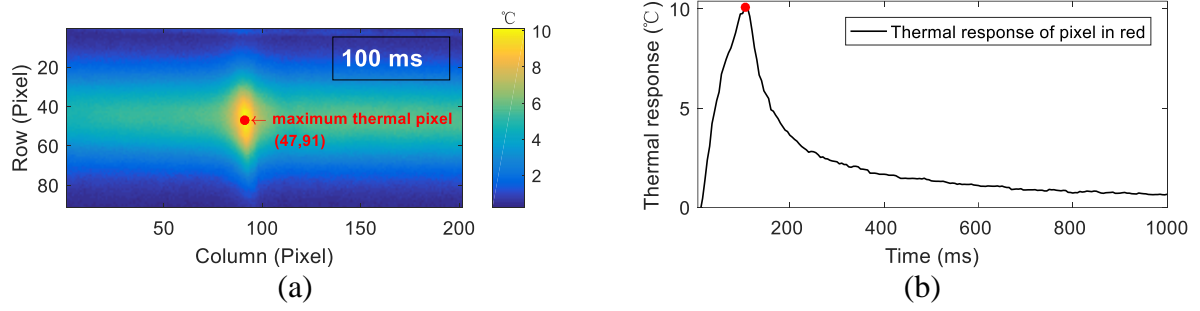 ℃
10
8
6
4
2
20
40
60
80
50
100
150
200
Row (Pixel)
Column (Pixel)
100 ms
← maximum thermal pixel
(47,91)
(a)
Thermal response (℃)
10
5
0
200
400
600
800
1000
Time (ms)
Thermal response of pixel in red
(b)